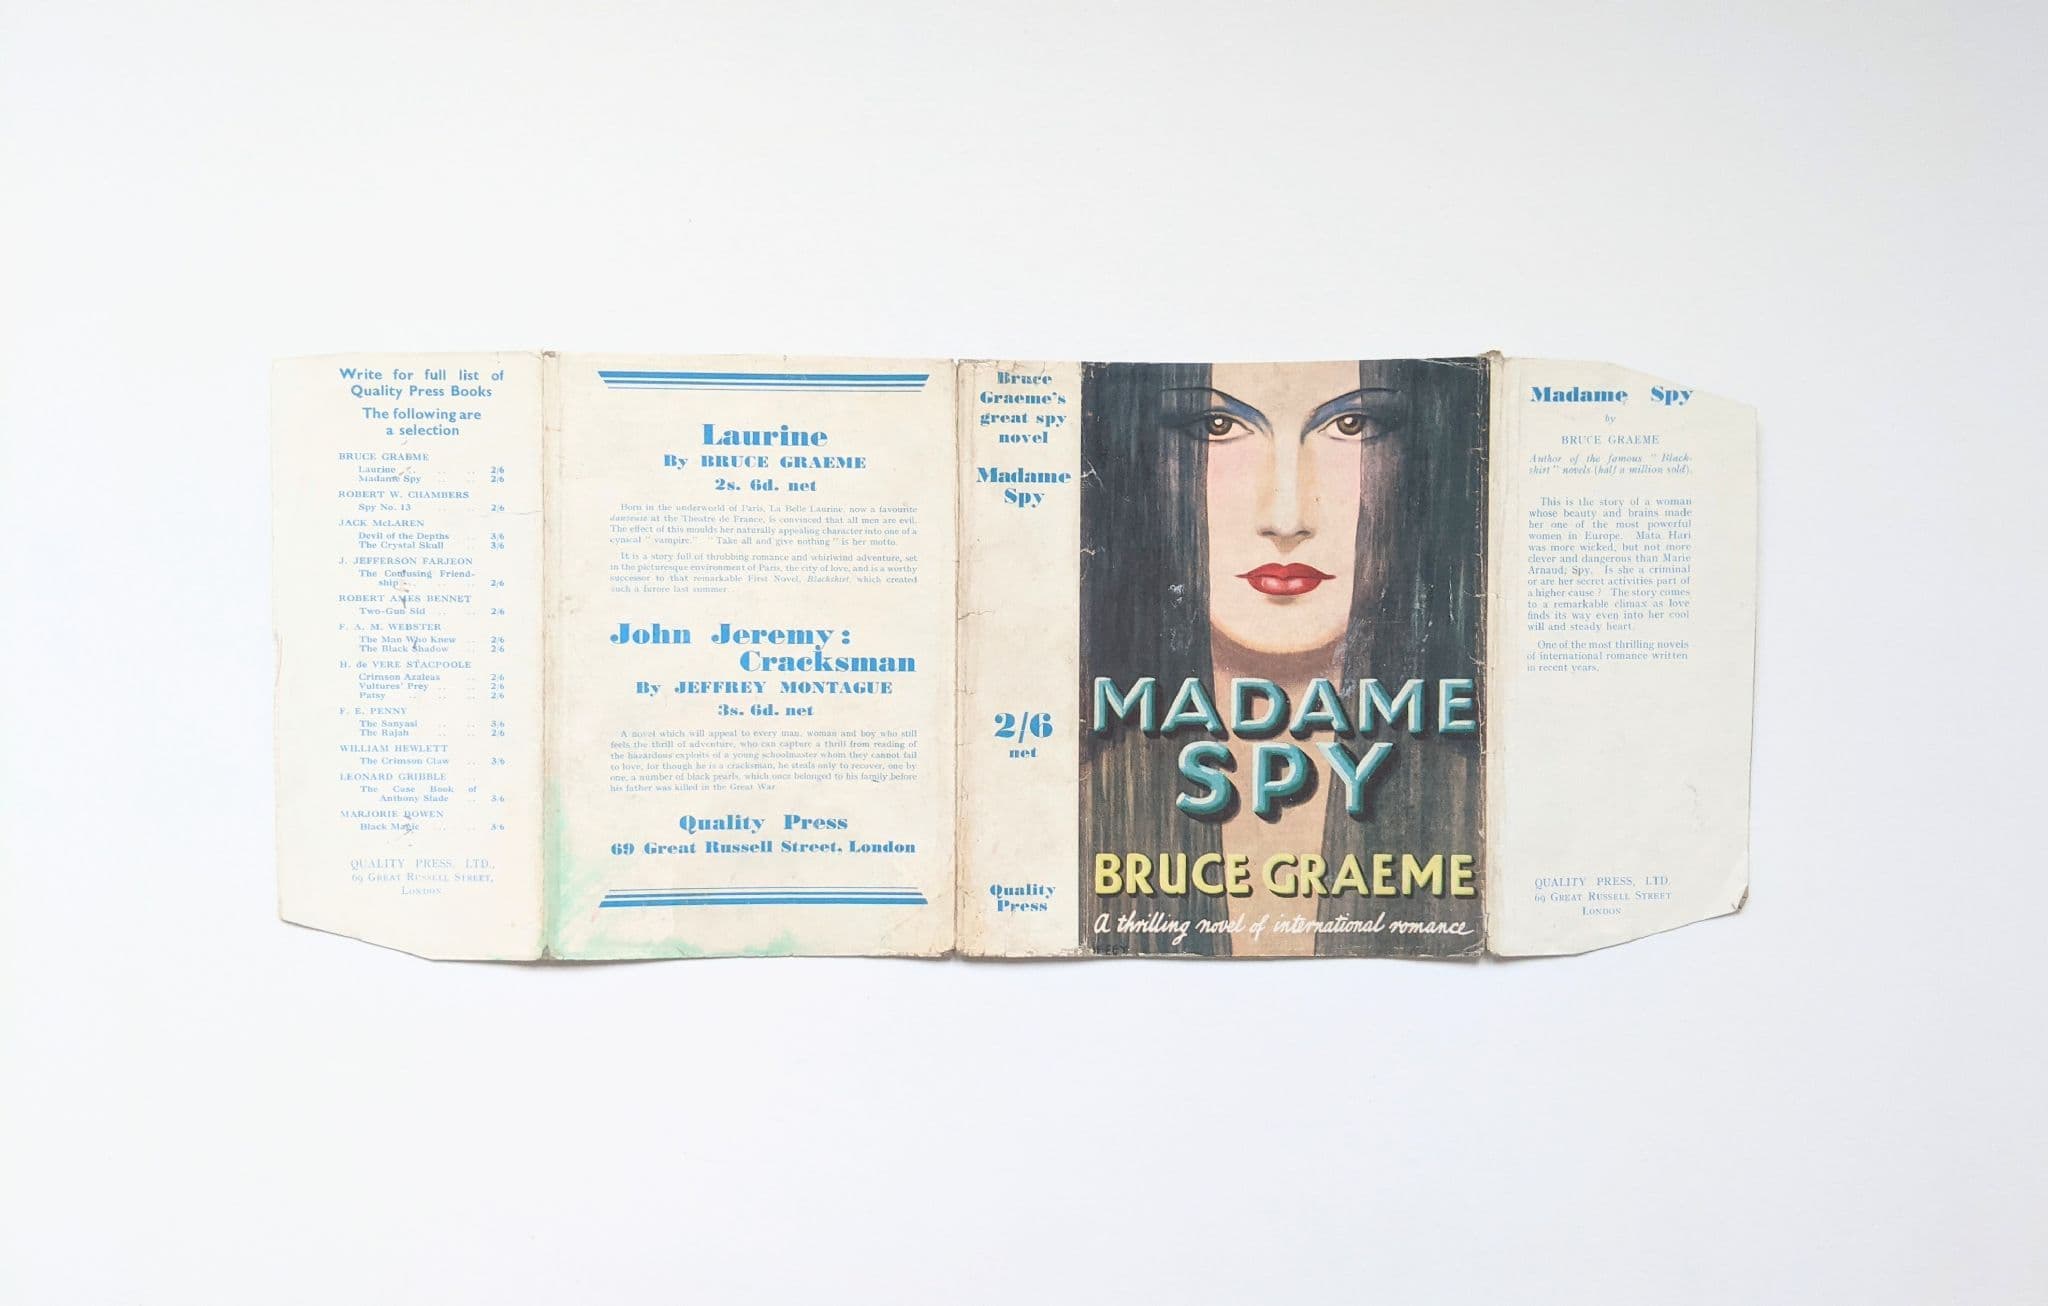 Write for full list of
Quality Press Books
The following are
a selection
BRUCE GRAEME
Laurine .. .. .. 2/6
Madame Spy .. .. 2/6
ROBERT W. CHAMBERS
Spy No. 13 .. .. 2/6
JACK McLAREN
Devil of the Depths .. 3/6
The Crystal Skull .. 3/6
J. JEFFERSON FARJEON
The Confusing Friend-
ship .. .. .. 2/6
ROBERT AMES BENNET
Two-Gun Sid .. .. 2/6
F. A. M. WEBSTER
The Man Who Knew .. 2/6
The Black Shadow .. 2/6
H. de VERE STACPOOLE
Crimson Azaleas .. 2/6
Vultures' Prey .. .. 2/6
Patsy .. .. .. 2/6
F. E. PENNY
The Sanyasi .. .. 3/6
The Rajah .. .. 2/6
WILLIAM HEWLETT
The Crimson Claw .. 3/6
LEONARD GRIBBLE
The Case Book of
Anthony Slade .. 3/6
MARJORIE BOWEN
Black Magic .. .. 3/6
QUALITY PRESS, LTD.,
69 GREAT RUSSELL STREET,
LONDON
Laurine
By BRUCE GRAEME
2s. 6d. net
Born in the underworld of Paris, La Belle Laurine, now a favourite
danseuse at the Theatre de France, is convinced that all men are evil.
The effect of this moulds her naturally appealing character into one of a
cynical "vampire." "Take all and give nothing" is her motto.
It is a story full of throbbing romance and whirlwind adventure, set
in the picturesque environment of Paris, the city of love, and is a worthy
successor to that remarkable First Novel, Blackshirt, which created
such a furore last summer.
John Jeremy:
Cracksman
By JEFFREY MONTAGUE
3s. 6d. net
A novel which will appeal to every man, woman and boy who still
feels the thrill of adventure, who can capture a thrill from reading of
the hazardous exploits of a young schoolmaster whom they cannot fail
to love, for though he is a cracksman, he steals only to recover, one by
one, a number of black pearls, which once belonged to his family before
his father was killed in the Great War
Quality Press
69 Great Russell Street, London
Bruce
Graeme's
great spy
novel
Madame
Spy
2/6
net
Quality
Press
MADAME
SPY
BRUCE GRAEME
A thrilling novel of international romance
Madame Spy
by
BRUCE GRAEME
Author of the famous "Black-
shirt" novels (half a million sold).
This is the story of a woman
whose beauty and brains made
her one of the most powerful
women in Europe. Mata Hari
was more wicked, but not more
clever and dangerous than Marie
Arnaud, Spy. Is she a criminal
or are her secret activities part of
a higher cause? The story comes
to a remarkable climax as love
finds its way even into her cool
will and steady heart.
One of the most thrilling novels
of international romance written
in recent years.
QUALITY PRESS, LTD.
69 GREAT RUSSELL STREET
LONDON